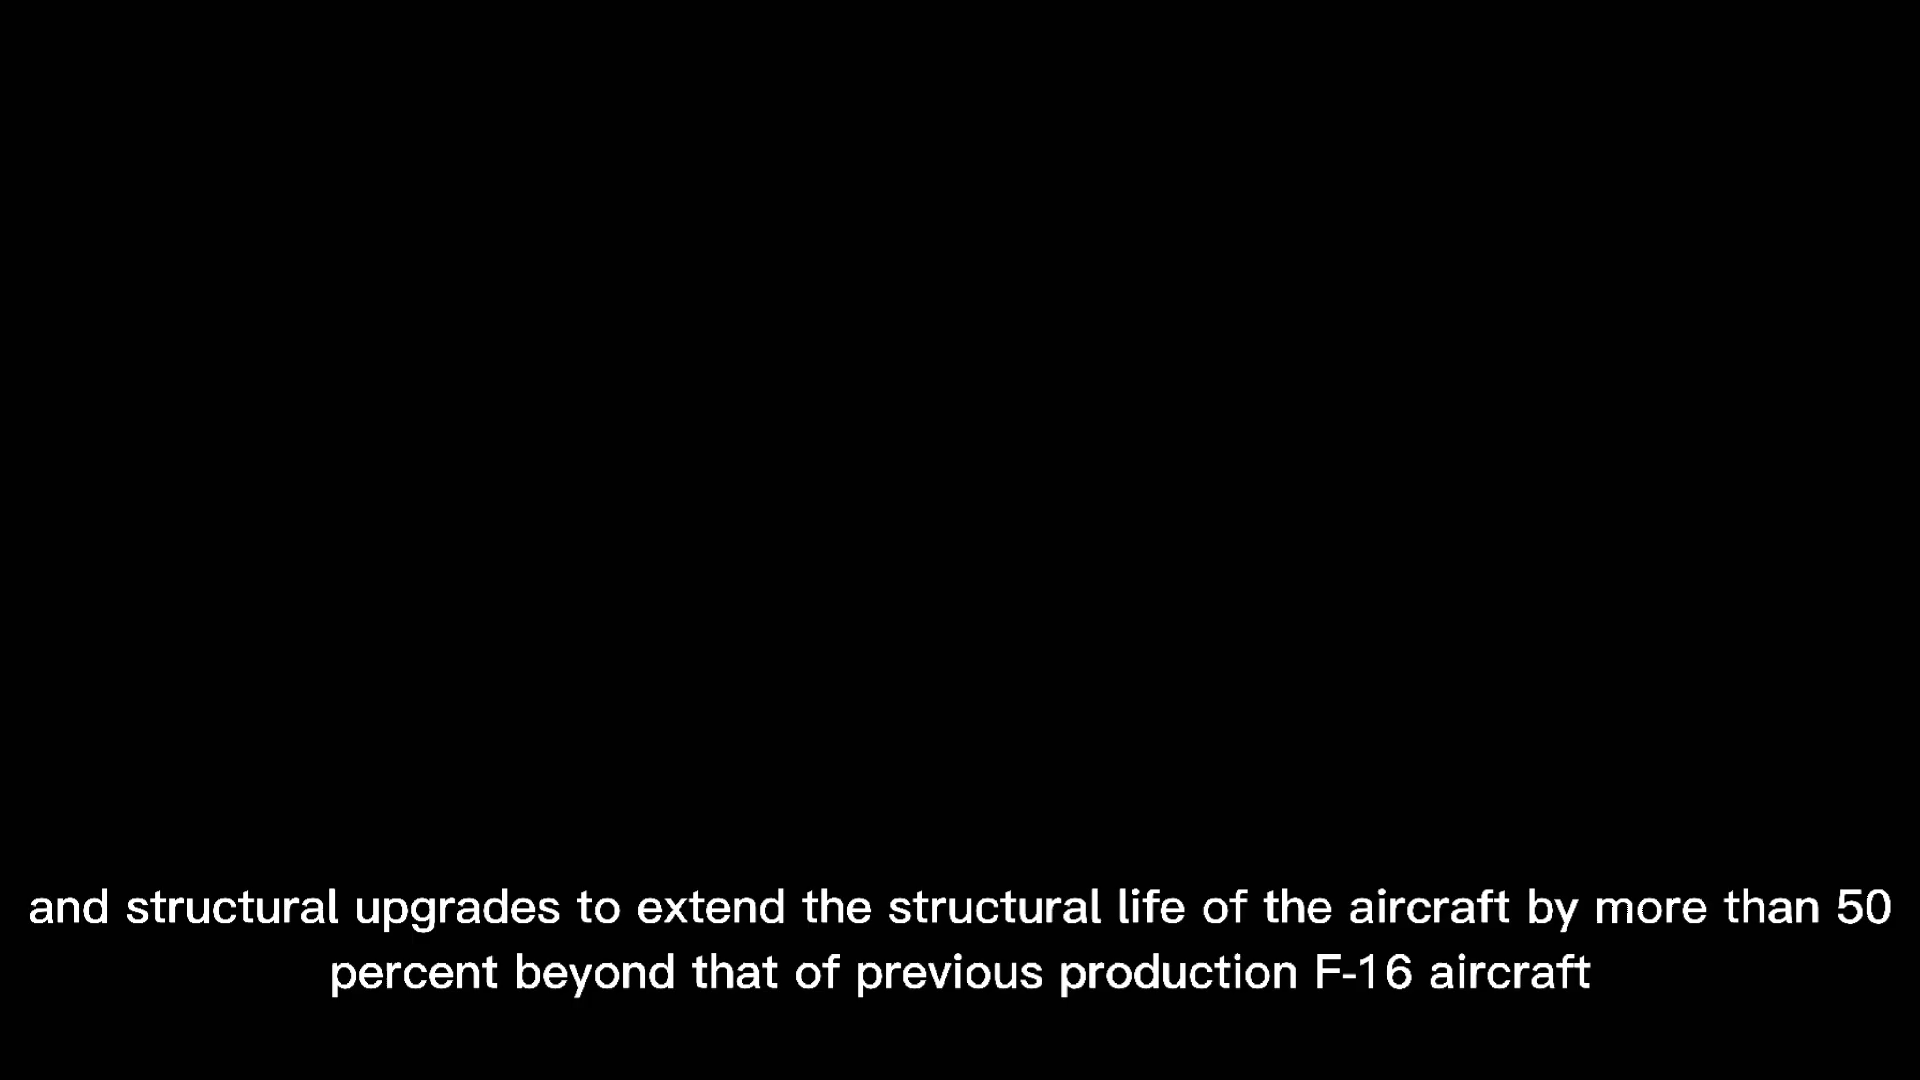 and structural upgrades to extend the structural life of the aircraft by more than 50
percent beyond that of previous production F-16 aircraft